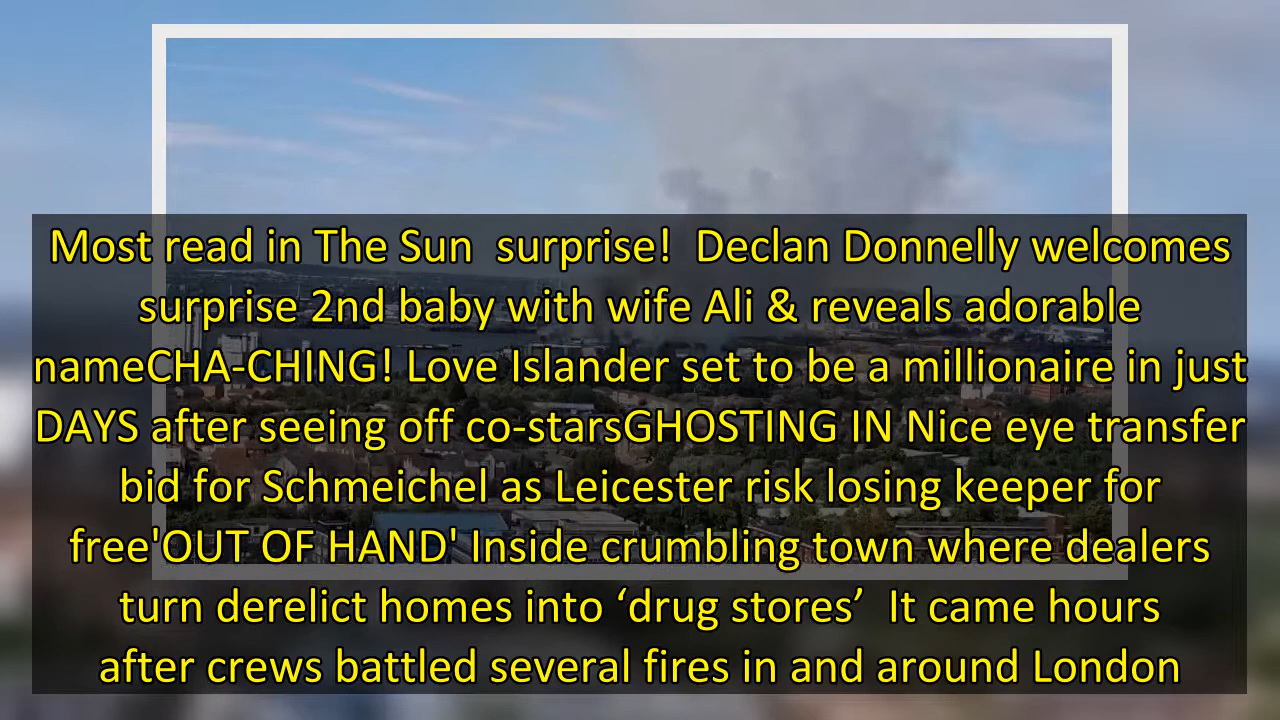 Most read in The Sun  surprise!  Declan Donnelly welcomes
surprise 2nd baby with wife Ali & reveals adorable
nameCHA-CHING! Love Islander set to be a millionaire in just
DAYS after seeing off co-starsGHOSTING IN Nice eye transfer
bid for Schmeichel as Leicester risk losing keeper for
free'OUT OF HAND' Inside crumbling town where dealers
turn derelict homes into ‘drug stores’  It came hours
after crews battled several fires in and around London